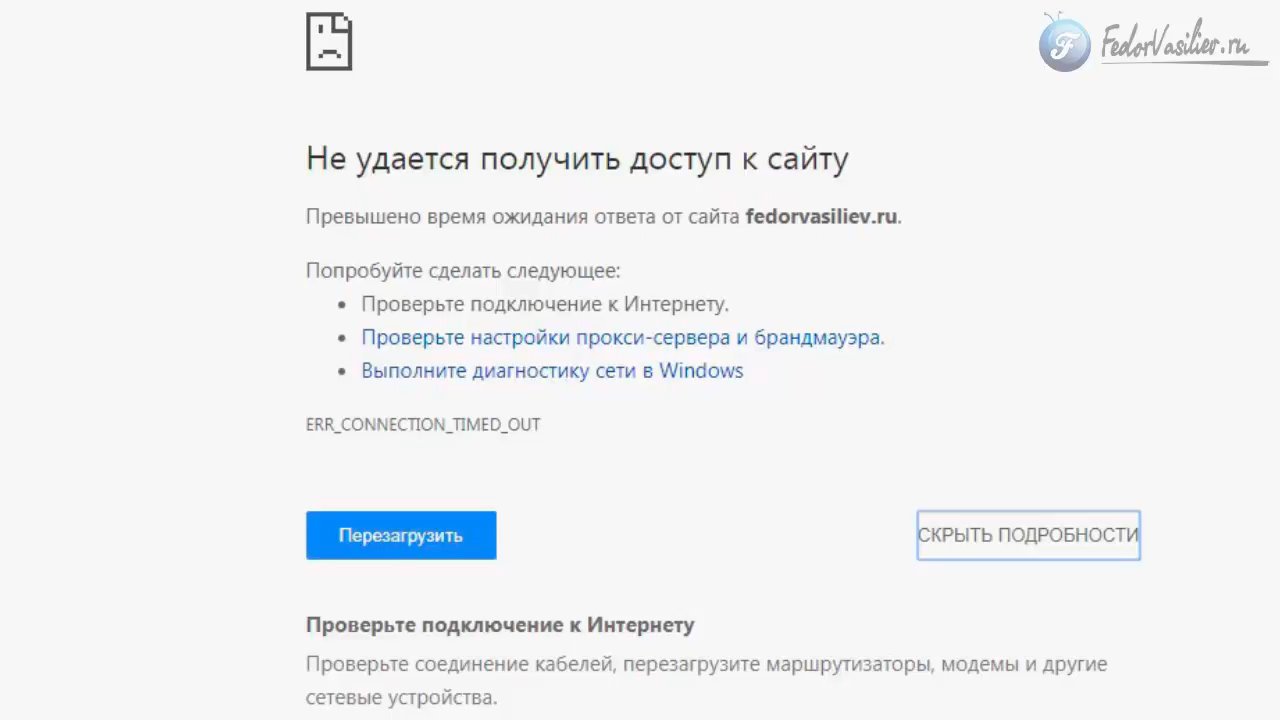 FedorVasiliev.ru
Не удается получить доступ к сайту
Превышено время ожидания ответа от сайта fedorvasiliev.ru.
Попробуйте сделать следующее:
• Проверьте подключение к Интернету.
• Проверьте настройки прокси-сервера и брандмауэра.
• Выполните диагностику сети в Windows
ERR_CONNECTION_TIMED_OUT
Перезагрузить
СКРЫТЬ ПОДРОБНОСТИ
Проверьте подключение к Интернету
Проверьте соединение кабелей, перезагрузите маршрутизаторы, модемы и другие
сетевые устройства.